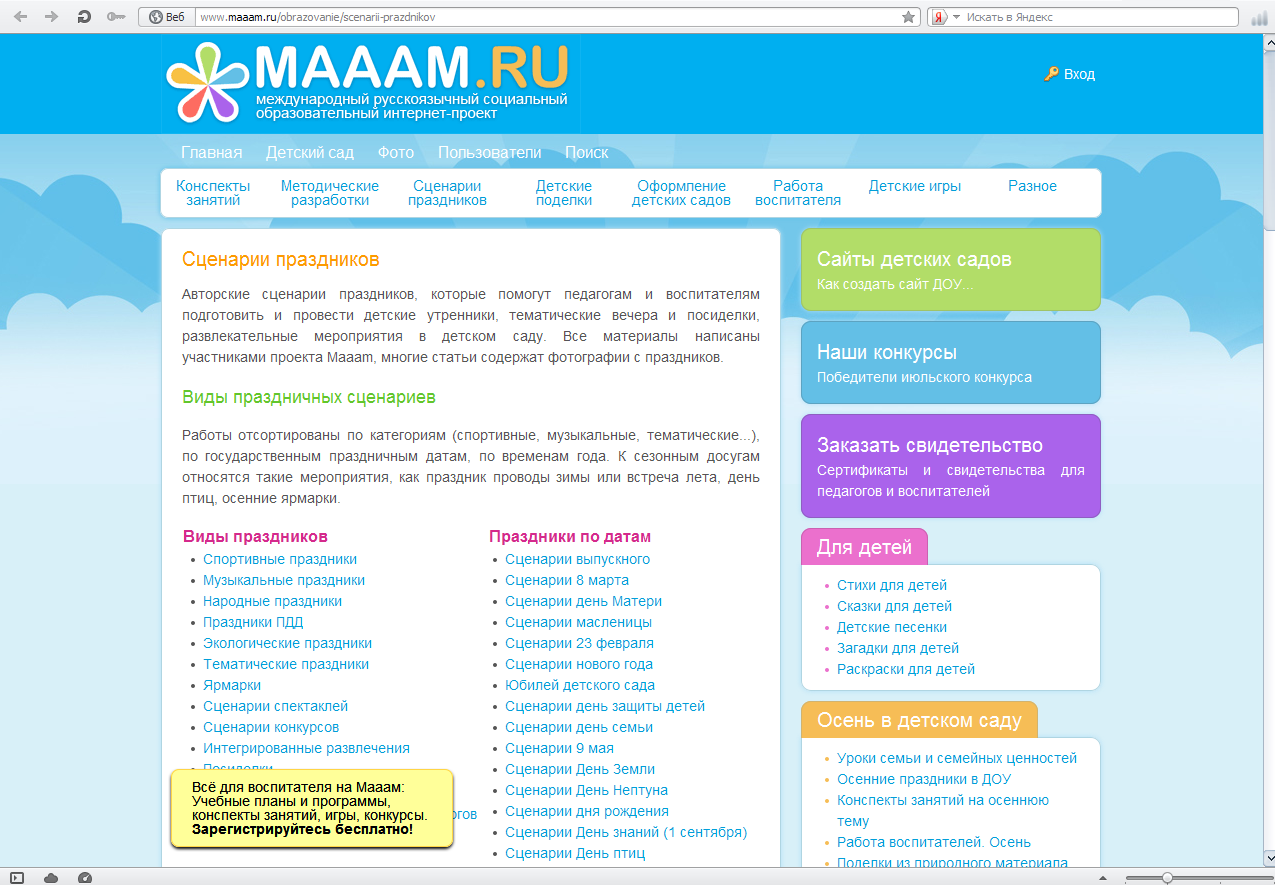 Веб
www.maaam.ru/obrazovanie/scenarii-prazdnikov
Я
Искать в Яндекс
MAAAM.RU
международный русскоязычный социальный
образовательный интернет-проект
Вход
Главная
Детский сад
Фото
Пользователи
Поиск
Конспекты
занятий
Методические
разработки
Сценарии
праздников
Детские
поделки
Оформление
детских садов
Работа
воспитателя
Детские игры
Разное
Сценарии праздников
Авторские сценарии праздников, которые помогут педагогам и воспитателям
подготовить и провести детские утренники, тематические вечера и посиделки,
развлекательные мероприятия в детском саду. Все материалы написаны
участниками проекта Maaam, многие статьи содержат фотографии с праздников.
Виды праздничных сценариев
Работы отсортированы по категориям (спортивные, музыкальные, тематические...),
по государственным праздничным датам, по временам года. К сезонным досугам
относятся такие мероприятия, как праздник проводы зимы или встреча лета, день
птиц, осенние ярмарки.
Виды праздников
Спортивные праздники
Музыкальные праздники
Народные праздники
Праздники ПДД
Экологические праздники
Тематические праздники
Ярмарки
Сценарии спектаклей
Сценарии конкурсов
Интегрированные развлечения
Посиделки
огов
Всё для воспитателя на Мааам:
Учебные планы и программы,
конспекты занятий, игры, конкурсы.
Зарегистрируйтесь бесплатно!
Праздники по датам
Сценарии выпускного
Сценарии 8 марта
Сценарии день Матери
Сценарии масленицы
Сценарии 23 февраля
Сценарии нового года
Юбилей детского сада
Сценарии день защиты детей
Сценарии день семьи
Сценарии 9 мая
Сценарии День Земли
Сценарии День Нептуна
Сценарии дня рождения
Сценарии День знаний (1 сентября)
Сценарии День птиц
Сайты детских садов
Как создать сайт ДОУ...
Наши конкурсы
Победители июльского конкурса
Заказать свидетельство
Сертификаты и свидетельства для
педагогов и воспитателей
Для детей
Стихи для детей
Сказки для детей
Детские песенки
Загадки для детей
Раскраски для детей
Осень в детском саду
Уроки семьи и семейных ценностей
Осенние праздники в ДОУ
Конспекты занятий на осеннюю
тему
Работа воспитателей. Осень
Поделки из природного материала